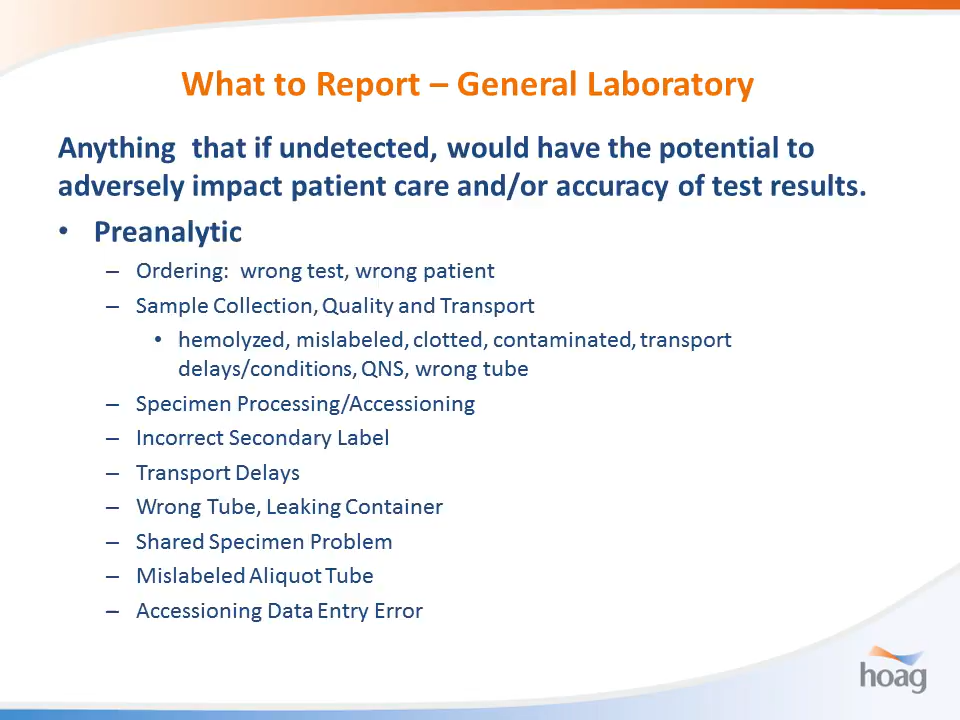 What to Report – General Laboratory
Anything  that if undetected, would have the potential to
adversely impact patient care and/or accuracy of test results.
• Preanalytic
– Ordering:  wrong test, wrong patient
– Sample Collection, Quality and Transport
• hemolyzed, mislabeled, clotted, contaminated, transport
delays/conditions, QNS, wrong tube
– Specimen Processing/Accessioning
– Incorrect Secondary Label
– Transport Delays
– Wrong Tube, Leaking Container
– Shared Specimen Problem
– Mislabeled Aliquot Tube
– Accessioning Data Entry Error
hoag